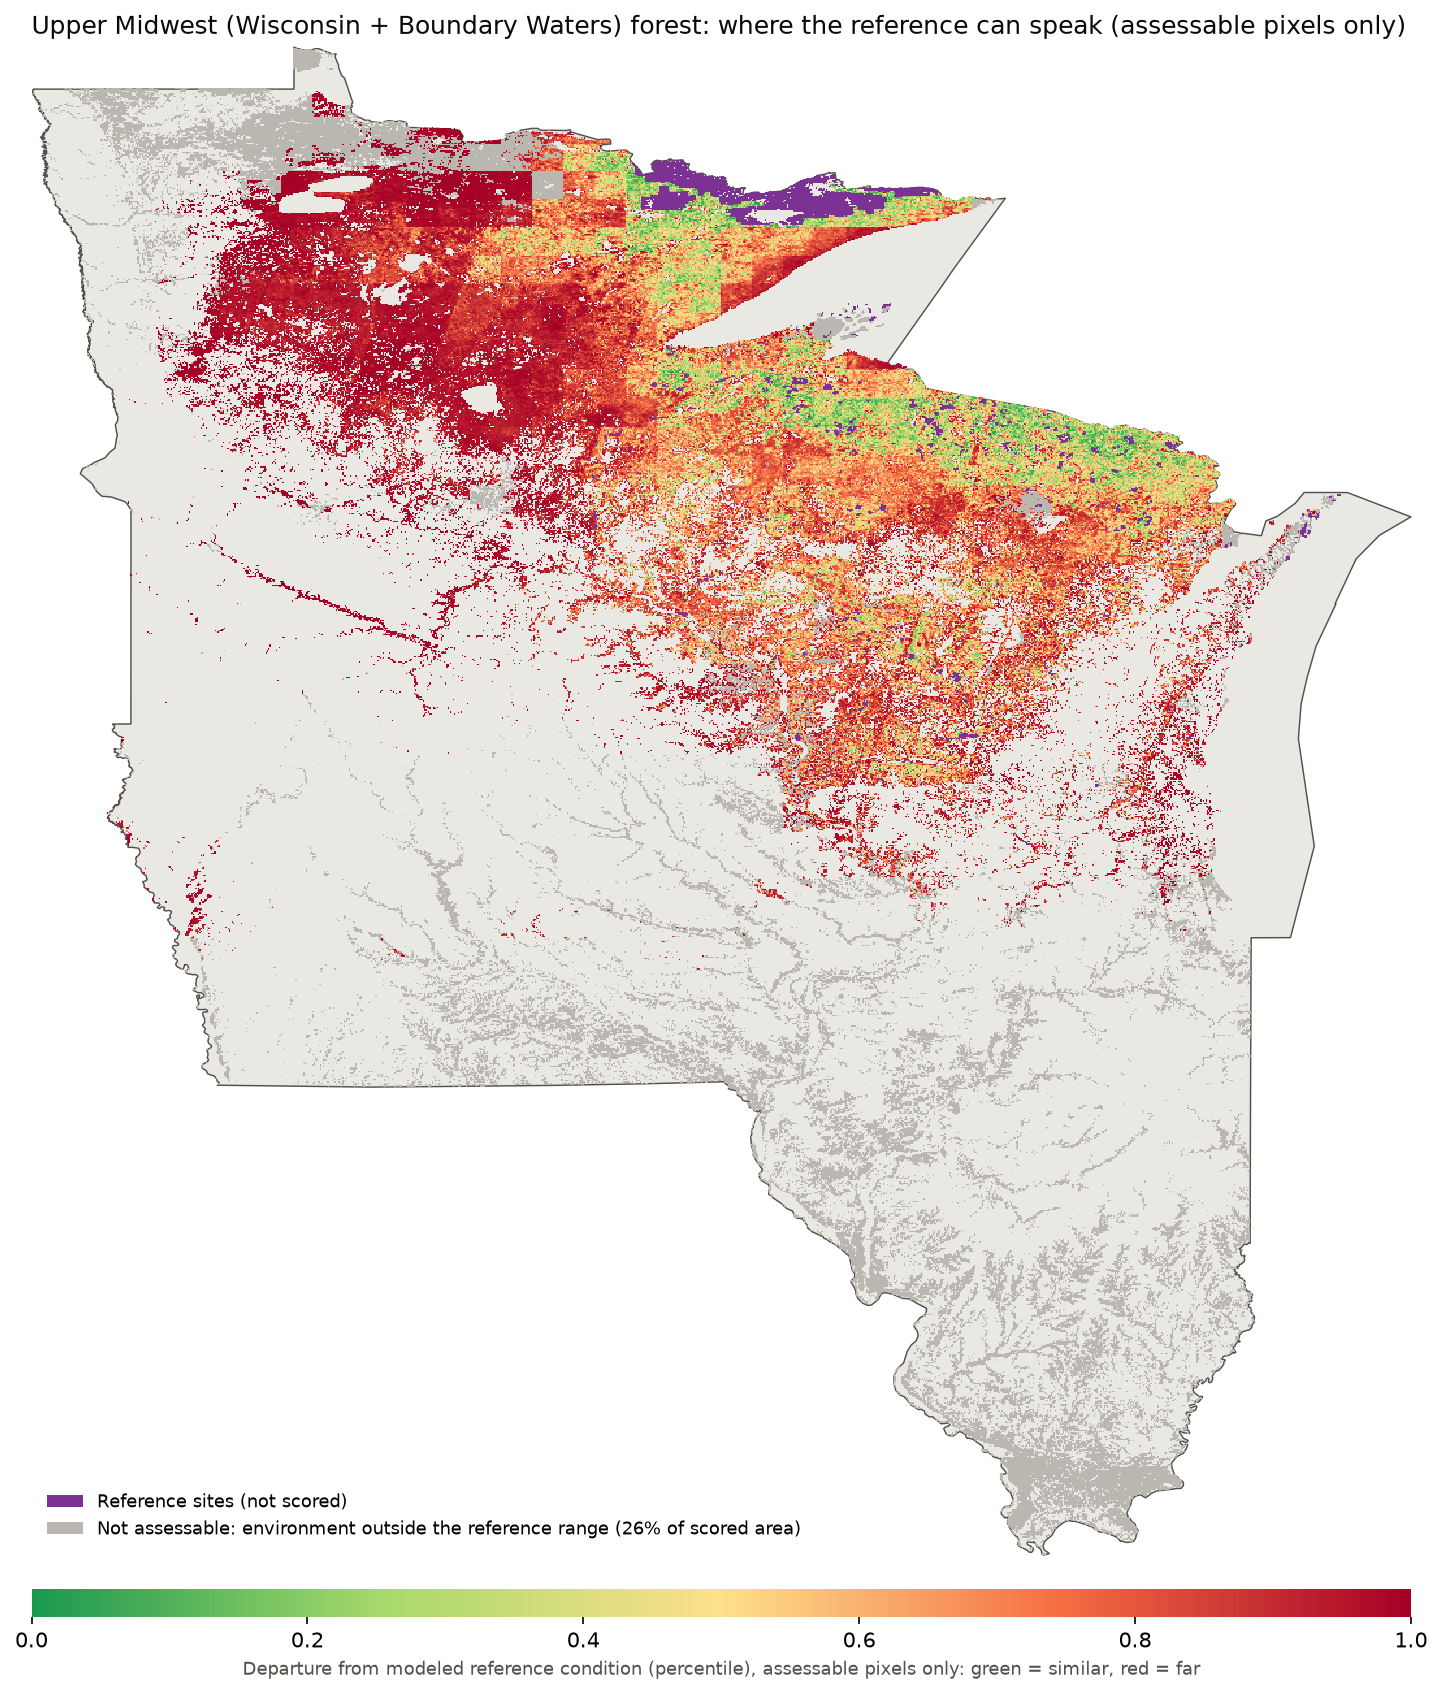 Upper Midwest (Wisconsin + Boundary Waters) forest: where the reference can speak (assessable pixels only)
Reference sites (not scored)
Not assessable: environment outside the reference range (26% of scored area)
0.0 0.2 0.4 0.6 0.8 1.0
Departure from modeled reference condition (percentile), assessable pixels only: green = similar, red = far